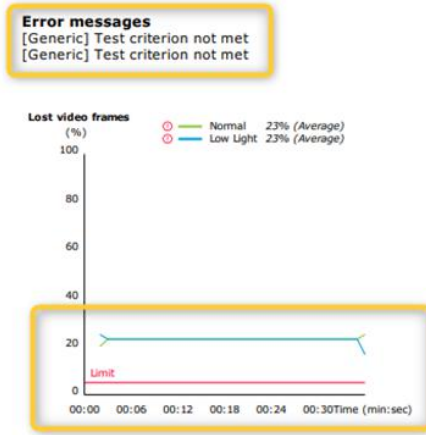 Error messages
[Generic] Test criterion not met
[Generic] Test criterion not met
Lost video frames
(%)
Normal 23% (Average)
Low Light 23% (Average)
100
80
60
40
20
Limit
0
00:00 00:06 00:12 00:18 00:24 00:30Time (min:sec)